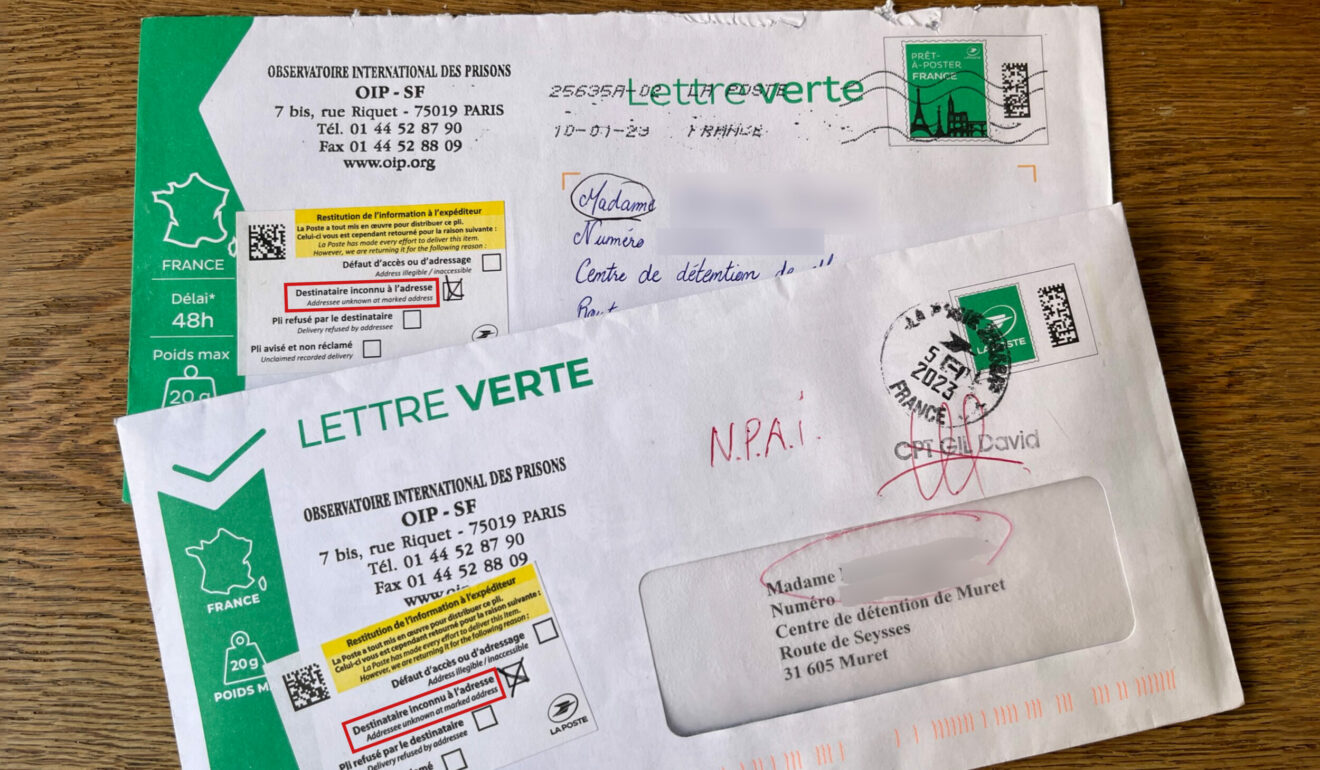 OBSERVATOIRE INTERNATIONAL DES PRISONS
OIP - SF
7 bis, rue Riquet - 75019 PARIS
Tél. 01 44 52 87 90
Fax 01 44 52 88 09
www.oip.org
Lettre verte
25635A-02 LA POSTE
10-01-23 FRANCE
PRÊT-
À-POSTER
FRANCE
FRANCE
Délai*
48h
Poids max
20 g
Restitution de l'information à l'expéditeur
La Poste a tout mis en œuvre pour distribuer ce pli.
Celui-ci vous est cependant retourné pour la raison suivante :
La Poste has made every effort to deliver this item.
However, we are returning it for the following reason :
Défaut d'accès ou d'adressage
Address illegible / inaccessible
Destinataire inconnu à l'adresse
Addressee unknown at marked address
Pli refusé par le destinataire
Delivery refused by addressee
Pli avisé et non réclamé
Unclaimed recorded delivery
Madame
Numéro
Centre de détention de
LETTRE VERTE
FRANCE
20 g
POIDS M
OBSERVATOIRE INTERNATIONAL DES PRISONS
OIP - SF
7 bis, rue Riquet - 75019 PARIS
Tél. 01 44 52 87 90
Fax 01 44 52 88 09
Restitution de l'information à l'expéditeur
La Poste a tout mis en œuvre pour distribuer ce pli.
Celui-ci vous est cependant retourné pour la raison suivante :
La Poste has made every effort to deliver this item.
However, we are returning it for the following reason :
Défaut d'accès ou d'adressage
Address illegible / inaccessible
Destinataire inconnu à l'adresse
Addressee unknown at marked address
Pli refusé par le destinataire
Delivery refused by addressee
LA POSTE
N.P.A.i.
LA POSTE
5
2023
FRANCE
CPT GIL David
Madame
Numéro
Centre de détention de Muret
Route de Seysses
31 605 Muret